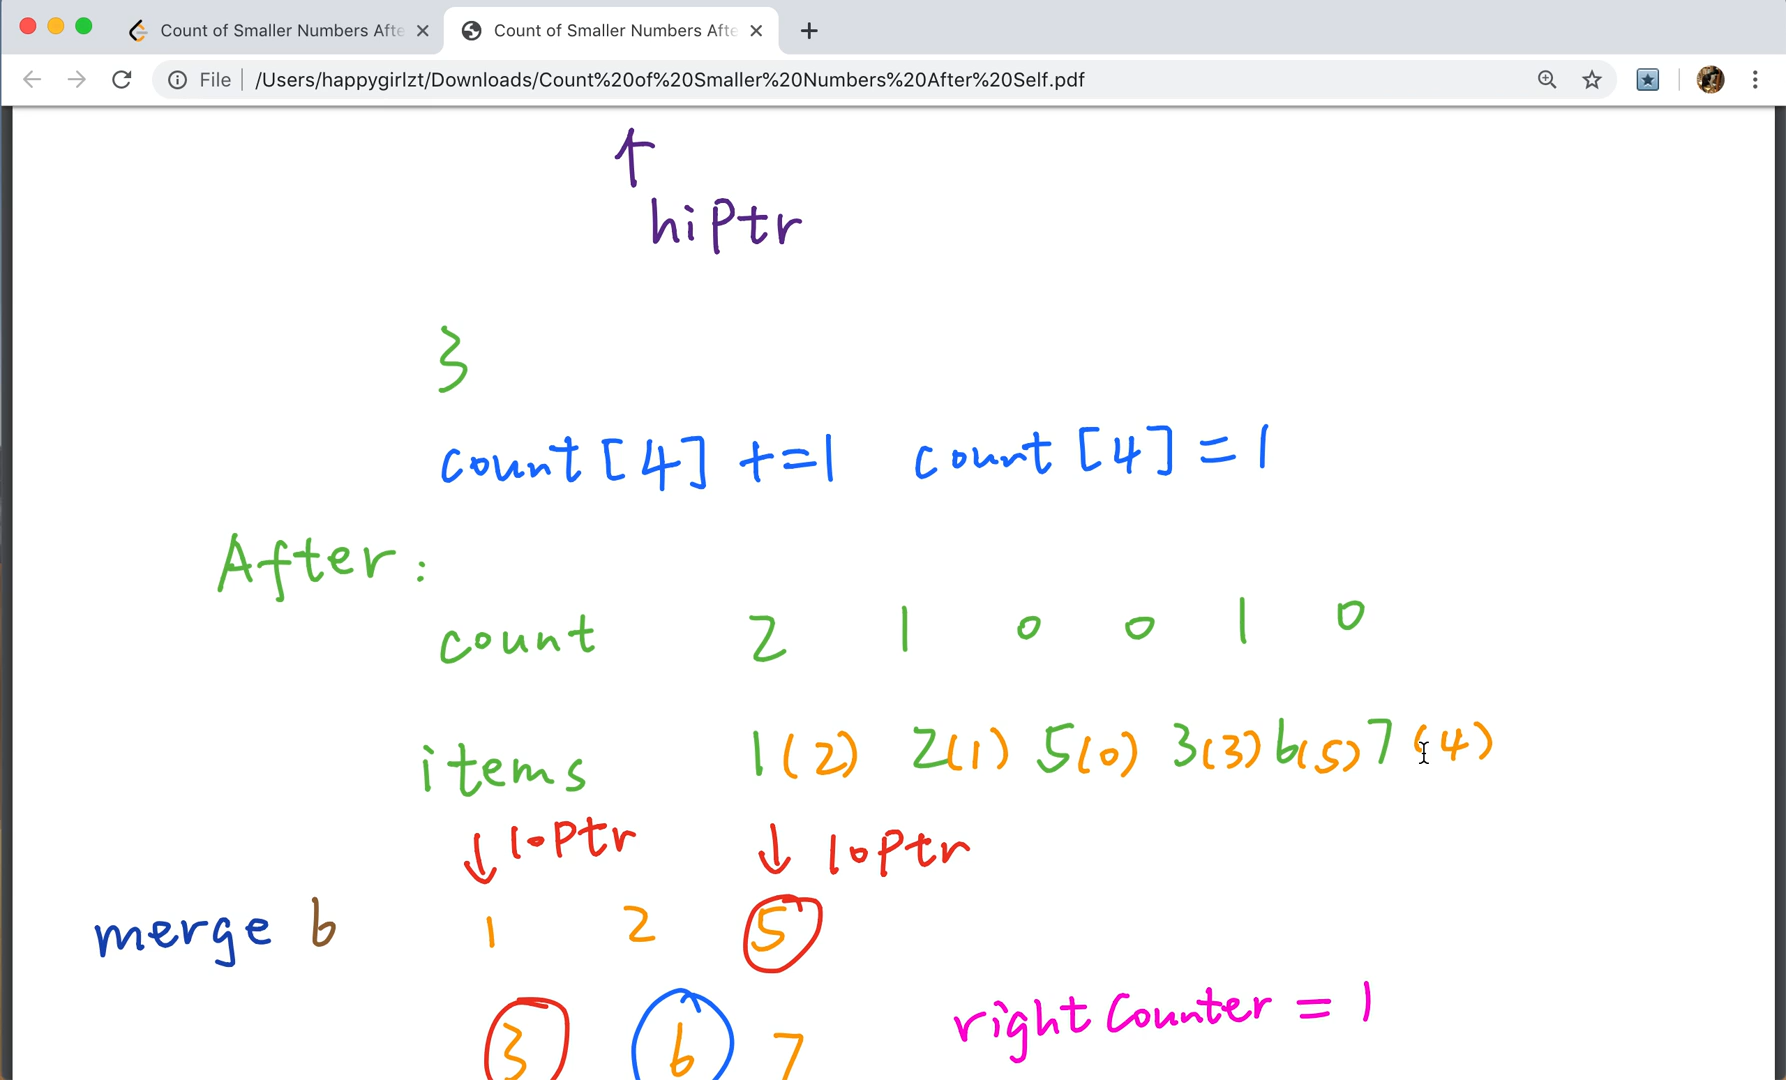 Count of Smaller Numbers Afte
Count of Smaller Numbers Afte
File /Users/happygirlzt/Downloads/Count%20of%20Smaller%20Numbers%20After%20Self.pdf
hiPtr
3
count [4] +=1 count [4] = 1
After:
count 2 1 0 0 1 0
items 1(2) 2(1) 5(0) 3(3) 6(5) 7(4)
loPtr loPtr
merge 6 1 2 5
rightCounter = 1
3 6 7